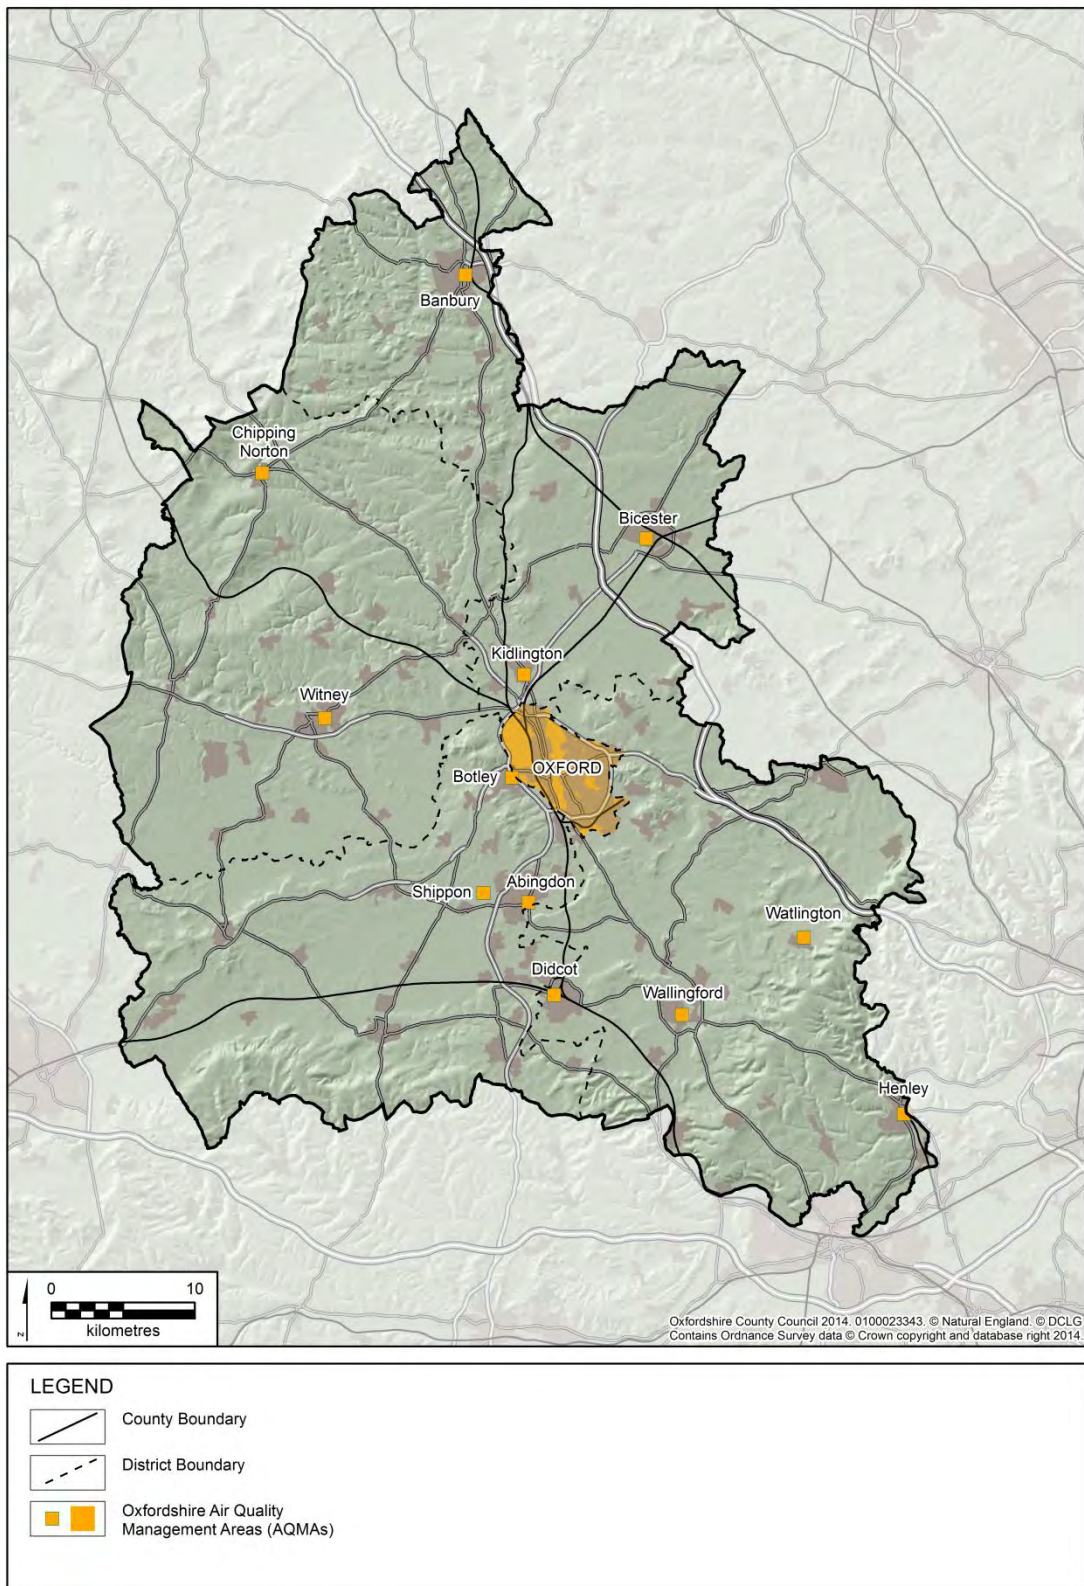 Banbury
Chipping
Norton
Bicester
Kidlington
Witney
OXFORD
Botley
Shippon
Abingdon
Watlington
Didcot
Wallingford
Henley
0 10
kilometres
z
Oxfordshire County Council 2014. 0100023343. © Natural England. © DCLG
Contains Ordnance Survey data © Crown copyright and database right 2014.
LEGEND
County Boundary
District Boundary
Oxfordshire Air Quality
Management Areas (AQMAs)